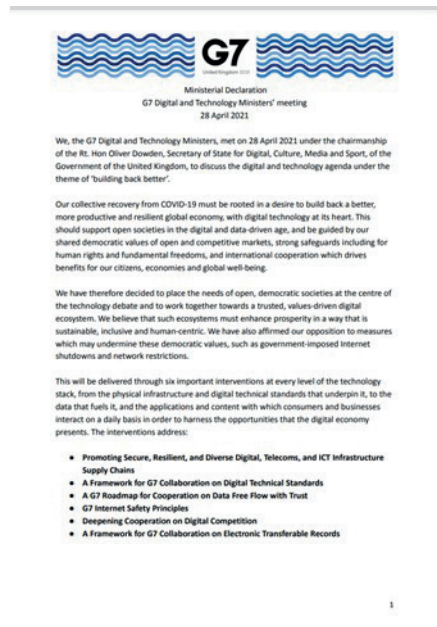 G7
United Kingdom 2021
Ministerial Declaration
G7 Digital and Technology Ministers' meeting
28 April 2021
We, the G7 Digital and Technology Ministers, met on 28 April 2021 under the chairmanship
of the Rt. Hon Oliver Dowden, Secretary of State for Digital, Culture, Media and Sport, of the
Government of the United Kingdom, to discuss the digital and technology agenda under the
theme of 'building back better'.
Our collective recovery from COVID-19 must be rooted in a desire to build back a better,
more productive and resilient global economy, with digital technology at its heart. This
should support open societies in the digital and data-driven age, and be guided by our
shared democratic values of open and competitive markets, strong safeguards including for
human rights and fundamental freedoms, and international cooperation which drives
benefits for our citizens, economies and global well-being.
We have therefore decided to place the needs of open, democratic societies at the centre of
the technology debate and to work together towards a trusted, values-driven digital
ecosystem. We believe that such ecosystems must enhance prosperity in a way that is
sustainable, inclusive and human-centric. We have also affirmed our opposition to measures
which may undermine these democratic values, such as government-imposed Internet
shutdowns and network restrictions.
This will be delivered through six important interventions at every level of the technology
stack, from the physical infrastructure and digital technical standards that underpin it, to the
data that fuels it, and the applications and content with which consumers and businesses
interact on a daily basis in order to harness the opportunities that the digital economy
presents. The interventions address:
● Promoting Secure, Resilient, and Diverse Digital, Telecoms, and ICT Infrastructure
Supply Chains
● A Framework for G7 Collaboration on Digital Technical Standards
● A G7 Roadmap for Cooperation on Data Free Flow with Trust
● G7 Internet Safety Principles
● Deepening Cooperation on Digital Competition
● A Framework for G7 Collaboration on Electronic Transferable Records
1